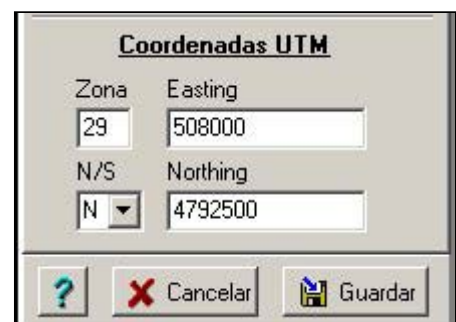 Coordenadas UTM
Zona Easting
29 508000
N/S Northing
N 4792500
? Cancelar Guardar